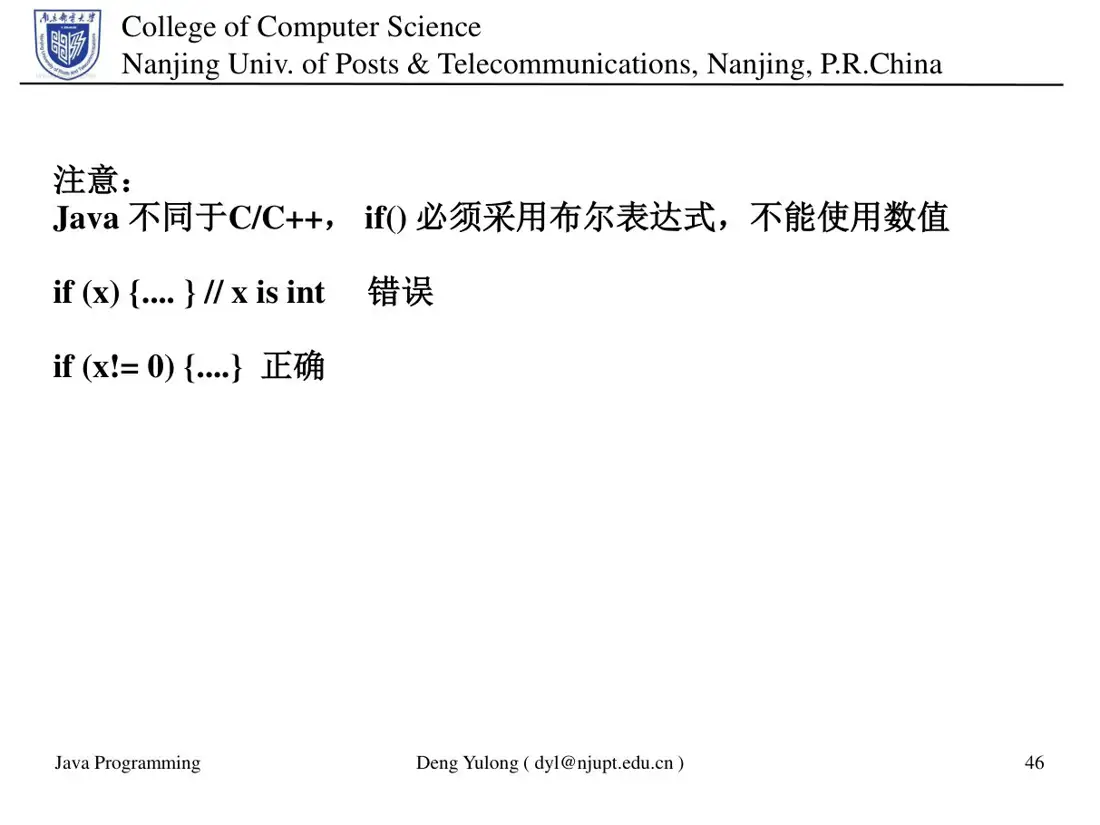 College of Computer Science
Nanjing Univ. of Posts & Telecommunications, Nanjing, P.R.China
注意：
Java 不同于C/C++， if() 必须采用布尔表达式，不能使用数值
if (x) {.... } // x is int 错误
if (x!= 0) {....} 正确
Java Programming
Deng Yulong ( dyl@njupt.edu.cn )
46